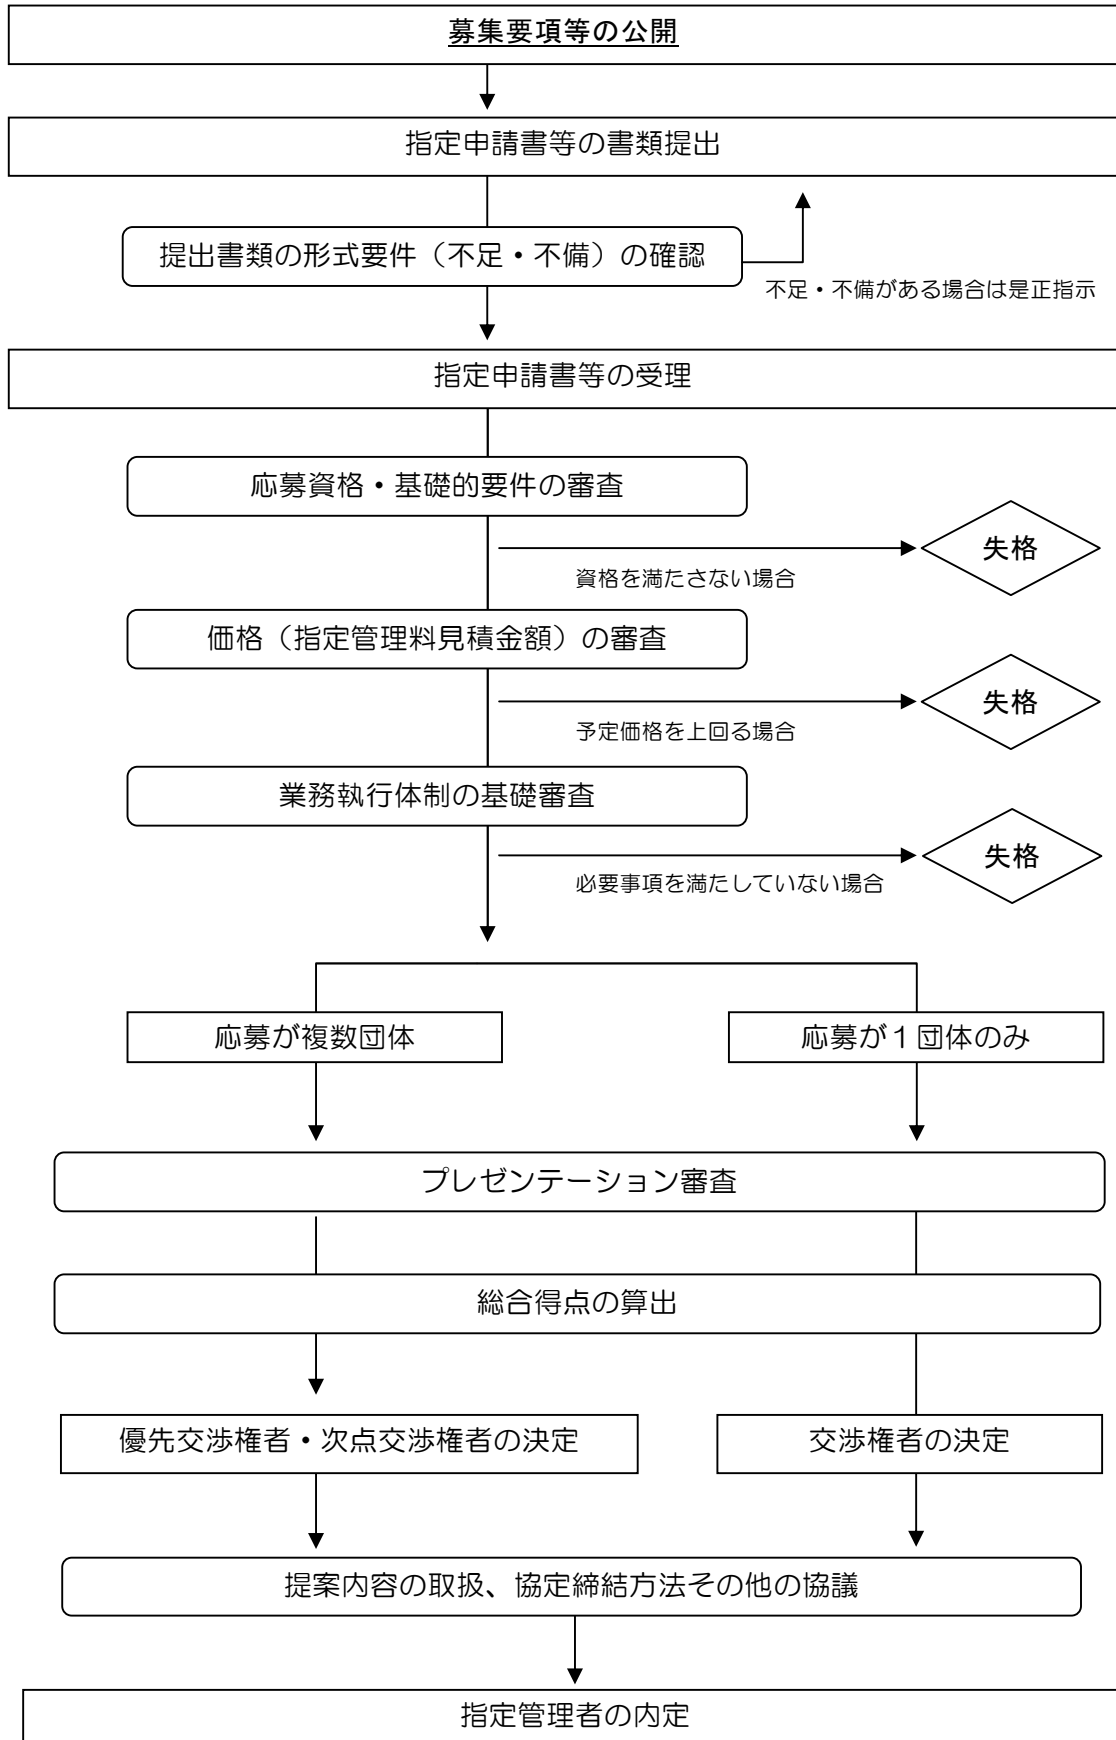 募集要項等の公開
指定申請書等の書類提出
提出書類の形式要件（不足・不備）の確認
不足・不備がある場合は是正指示
指定申請書等の受理
応募資格・基礎的要件の審査
失格
資格を満たさない場合
価格（指定管理料見積金額）の審査
失格
予定価格を上回る場合
業務執行体制の基礎審査
失格
必要事項を満たしていない場合
応募が複数団体
応募が１団体のみ
プレゼンテーション審査
総合得点の算出
優先交渉権者・次点交渉権者の決定
交渉権者の決定
提案内容の取扱、協定締結方法その他の協議
指定管理者の内定